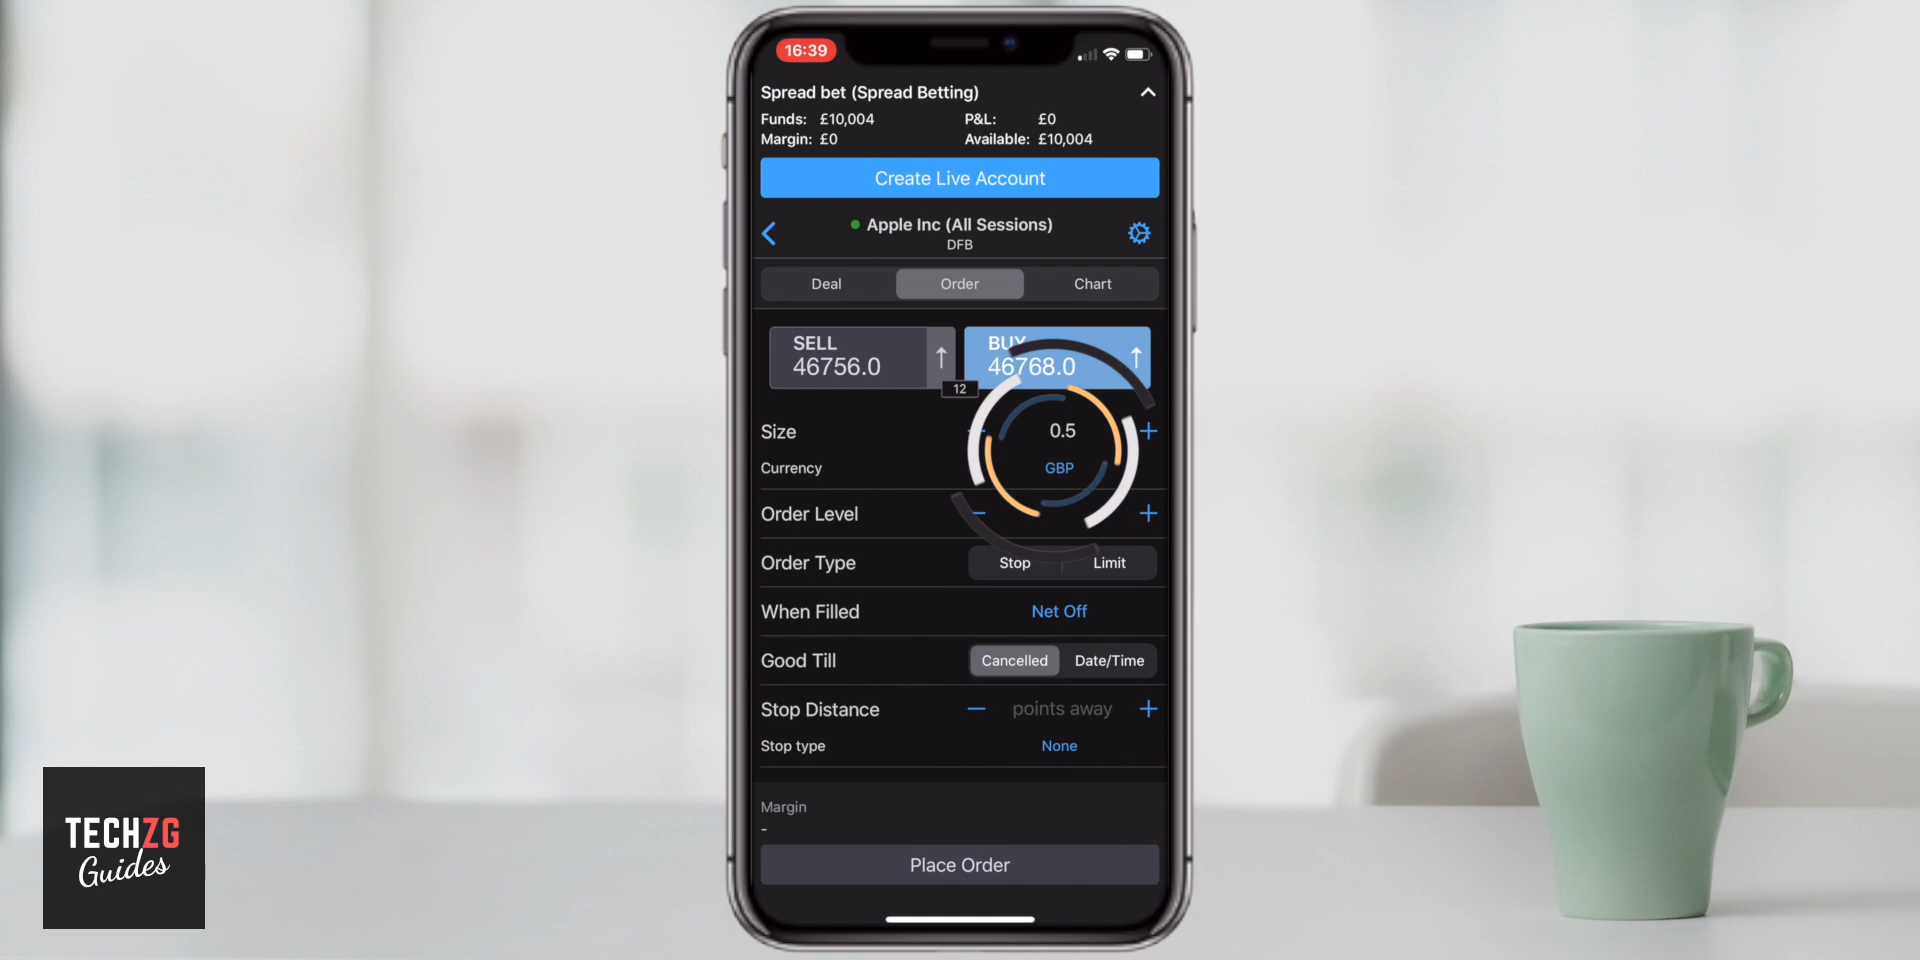 16:39
Spread bet (Spread Betting)
Funds: £10,004 P&L: £0
Margin: £0 Available: £10,004
Create Live Account
Apple Inc (All Sessions)
DFB
Deal Order Chart
SELL BUY
46756.0 46768.0
12
Size 0.5 +
Currency GBP
Order Level − +
Order Type Stop Limit
When Filled Net Off
Good Till Cancelled Date/Time
Stop Distance − points away +
Stop type None
Margin
-
Place Order
TECHZG
Guides